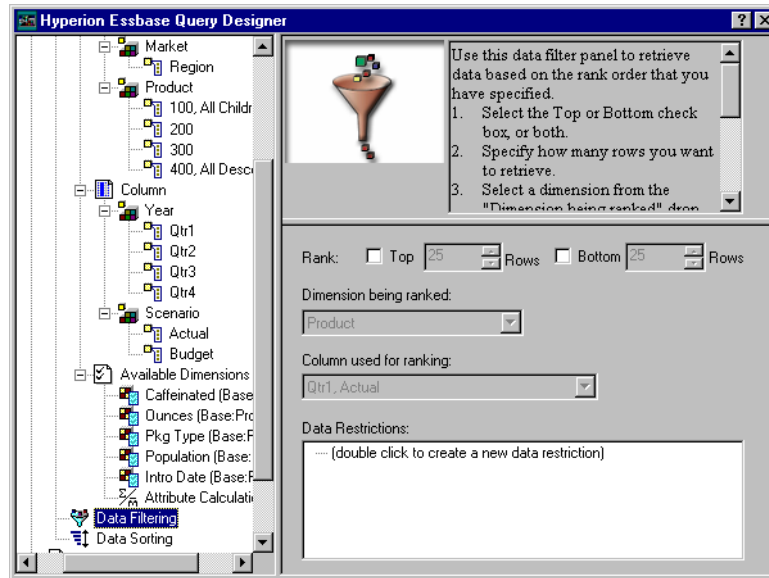 Hyperion Essbase Query Designer
Market
Region
Product
100, All Childr
200
300
400, All Desc
Column
Year
Qtr1
Qtr2
Qtr3
Qtr4
Scenario
Actual
Budget
Available Dimensions
Caffeinated (Base
Ounces (Base:Pro
Pkg Type (Base:P
Population (Base:
Intro Date (Base:P
Attribute Calculati
Data Filtering
Data Sorting
Use this data filter panel to retrieve
data based on the rank order that you
have specified.
1. Select the Top or Bottom check
box, or both.
2. Specify how many rows you want
to retrieve.
3. Select a dimension from the
"Dimension being ranked" drop
Rank: Top 25 Rows Bottom 25 Rows
Dimension being ranked:
Product
Column used for ranking:
Qtr1, Actual
Data Restrictions:
(double click to create a new data restriction)